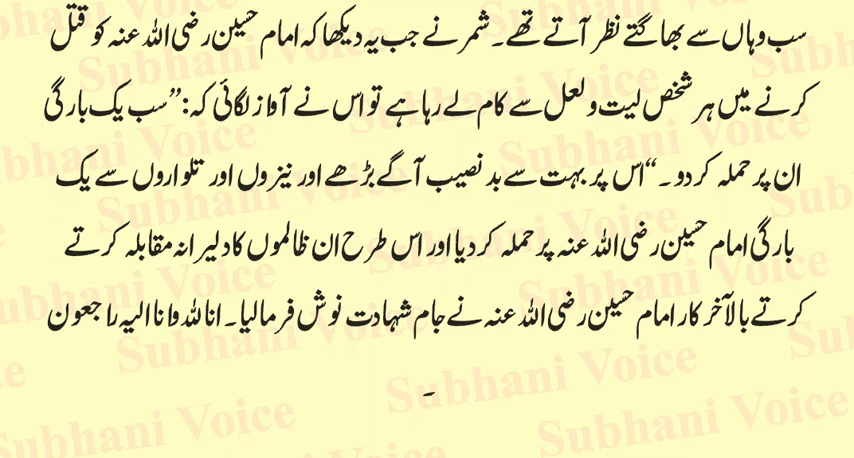 سب وہاں سے بھاگتے نظر آتے تھے۔ شمر نے جب یہ دیکھا کہ امام حسین رضی اللہ عنہ کو قتل
کرنے میں ہر شخص لیت و لعل سے کام لے رہا ہے تو اس نے آواز لگائی کہ: ”سب یک بارگی
ان پر حملہ کر دو۔“ اس پر بہت سے بدنصیب آگے بڑھے اور نیزوں اور تلواروں سے یک
بارگی امام حسین رضی اللہ عنہ پر حملہ کر دیا اور اس طرح ان ظالموں کا دلیرانہ مقابلہ کرتے
کرتے بالآخر کار امام حسین رضی اللہ عنہ نے جام شہادت نوش فرما لیا۔ انا للہ وانا الیہ راجعون
۔
Subhani Voice